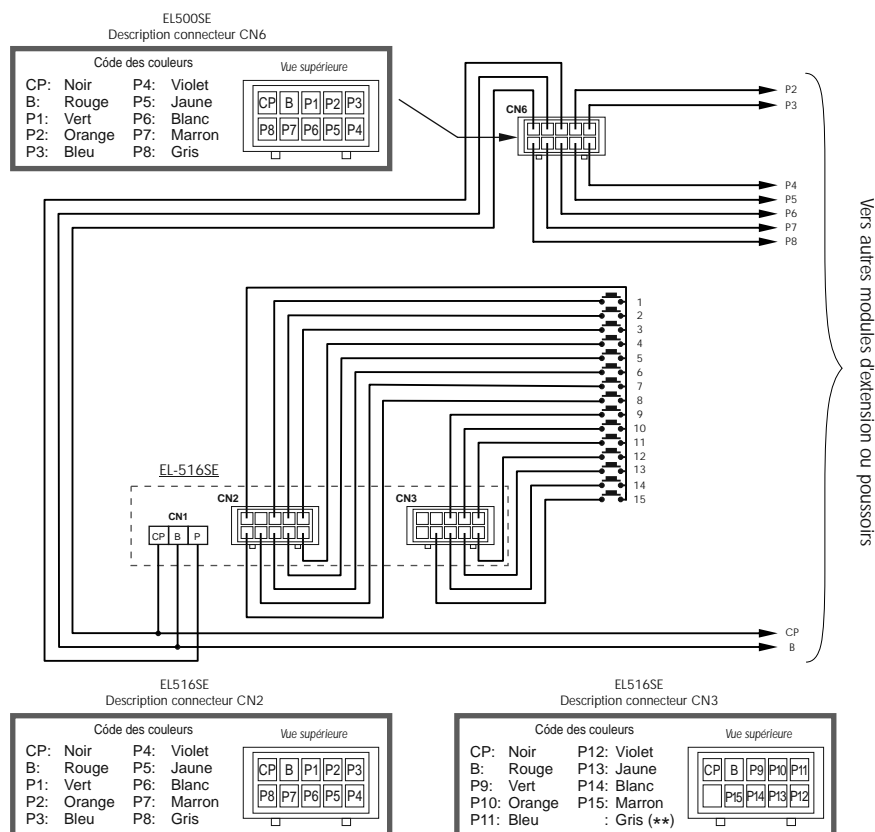 EL500SE
Description connecteur CN6
Códe des couleurs
CP: Noir P4: Violet
B: Rouge P5: Jaune
P1: Vert P6: Blanc
P2: Orange P7: Marron
P3: Bleu P8: Gris
Vue supérieure
CP B P1 P2 P3
P8 P7 P6 P5 P4
CN6
P2
P3
P4
P5
P6
P7
P8
Vers autres modules d'extension ou poussoirs
1
2
3
4
5
6
7
8
9
10
11
12
13
14
15
EL-516SE
CN1
CP B P
CN2
CN3
CP
B
EL516SE
Description connecteur CN2
Códe des couleurs
CP: Noir P4: Violet
B: Rouge P5: Jaune
P1: Vert P6: Blanc
P2: Orange P7: Marron
P3: Bleu P8: Gris
Vue supérieure
CP B P1 P2 P3
P8 P7 P6 P5 P4
EL516SE
Description connecteur CN3
Códe des couleurs
CP: Noir P12: Violet
B: Rouge P13: Jaune
P9: Vert P14: Blanc
P10: Orange P15: Marron
P11: Bleu : Gris (**)
Vue supérieure
CP B P9 P10 P11
P15 P14 P13 P12